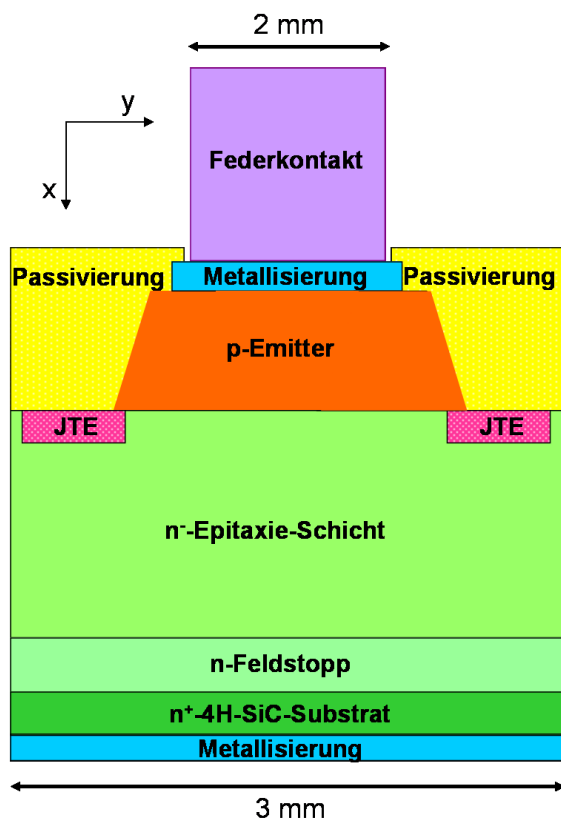 2 mm
y
x
Federkontakt
Passivierung Metallisierung Passivierung
p-Emitter
JTE JTE
n⁻-Epitaxie-Schicht
n-Feldstopp
n⁺-4H-SiC-Substrat
Metallisierung
3 mm